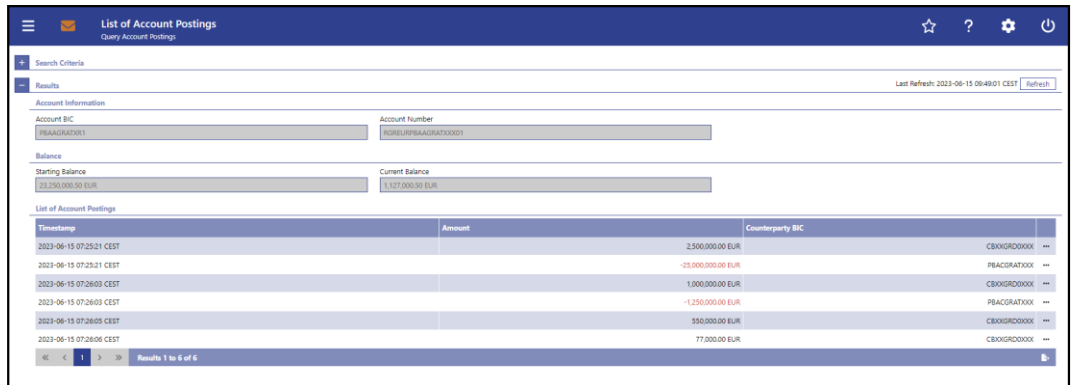 List of Account Postings
Query Account Postings
?
+ Search Criteria
− Results Last Refresh: 2023-06-15 09:49:01 CEST Refresh
Account Information
Account BIC Account Number
PBAAGRATXR1 RGREURPBAAGRATXXX01
Balance
Starting Balance Current Balance
23,250,000.50 EUR 1,127,000.50 EUR
List of Account Postings
Timestamp Amount Counterparty BIC
2023-06-15 07:25:21 CEST 2,500,000.00 EUR CBXXGRD0XXX ...
2023-06-15 07:25:21 CEST -25,000,000.00 EUR PBACGRATXXX ...
2023-06-15 07:26:03 CEST 1,000,000.00 EUR CBXXGRD0XXX ...
2023-06-15 07:26:03 CEST -1,250,000.00 EUR PBACGRATXXX ...
2023-06-15 07:26:05 CEST 550,000.00 EUR CBXXGRD0XXX ...
2023-06-15 07:26:06 CEST 77,000.00 EUR CBXXGRD0XXX ...
« < 1 > » Results 1 to 6 of 6